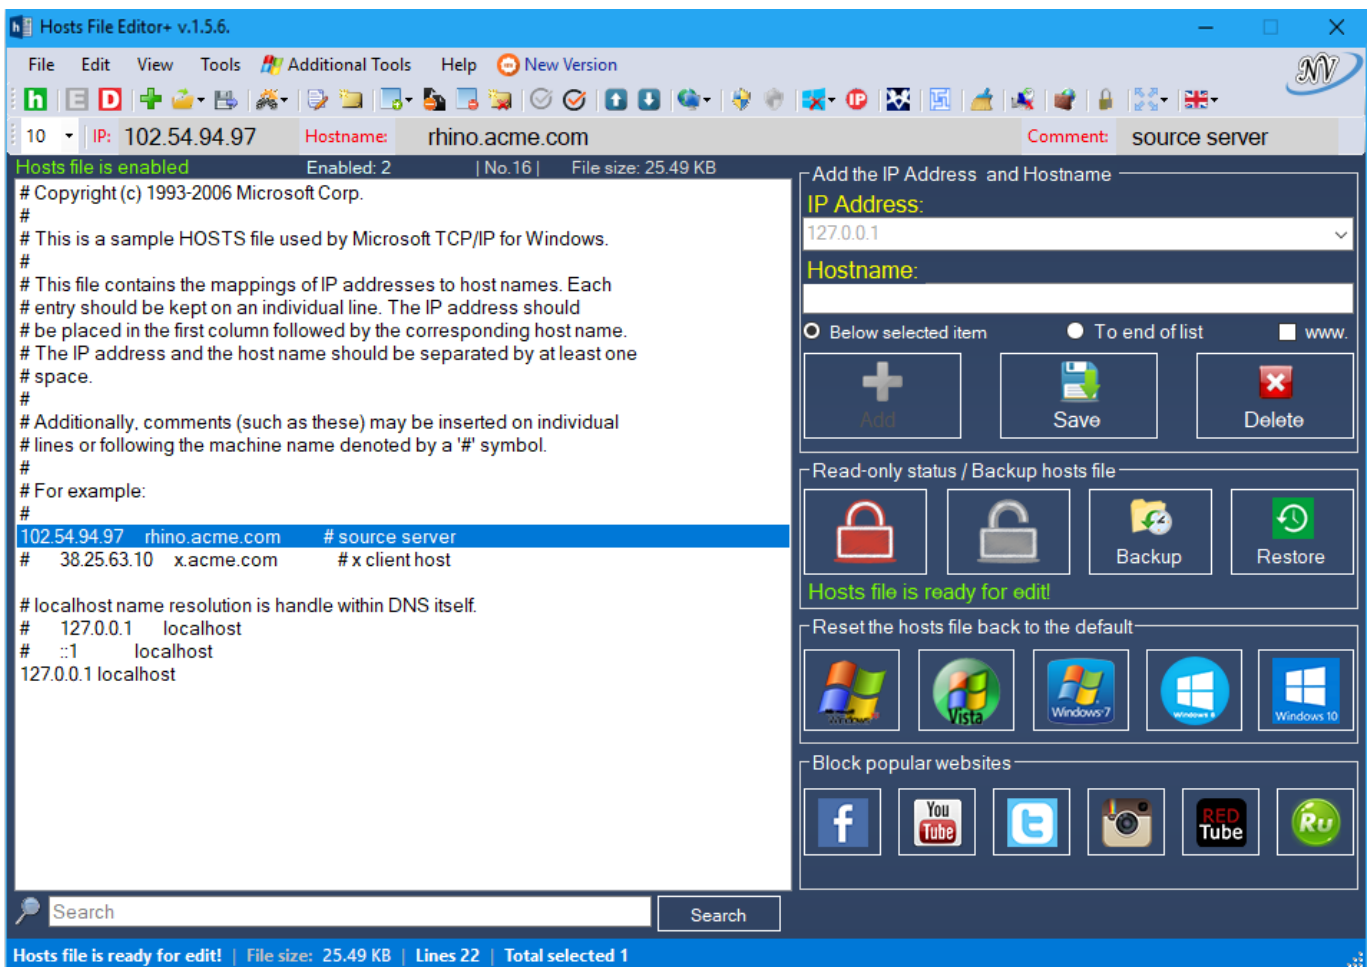 Hosts File Editor+ v.1.5.6.
File Edit View Tools Additional Tools Help New Version
NV
h E D IP
10 IP: 102.54.94.97 Hostname: rhino.acme.com Comment: source server
Hosts file is enabled Enabled: 2 | No.16 | File size: 25.49 KB
# Copyright (c) 1993-2006 Microsoft Corp.
#
# This is a sample HOSTS file used by Microsoft TCP/IP for Windows.
#
# This file contains the mappings of IP addresses to host names. Each
# entry should be kept on an individual line. The IP address should
# be placed in the first column followed by the corresponding host name.
# The IP address and the host name should be separated by at least one
# space.
#
# Additionally, comments (such as these) may be inserted on individual
# lines or following the machine name denoted by a '#' symbol.
#
# For example:
#
102.54.94.97 rhino.acme.com # source server
# 38.25.63.10 x.acme.com # x client host
# localhost name resolution is handle within DNS itself.
# 127.0.0.1 localhost
# ::1 localhost
127.0.0.1 localhost
Search
Search
Add the IP Address and Hostname
IP Address:
127.0.0.1
Hostname:
Below selected item To end of list www.
Add Save Delete
Read-only status / Backup hosts file
Backup Restore
Hosts file is ready for edit!
Reset the hosts file back to the default
Vista Windows 7 Windows 8 Windows 10
Block popular websites
f You Tube t RED Tube Ru
Hosts file is ready for edit! | File size: 25.49 KB | Lines 22 | Total selected 1